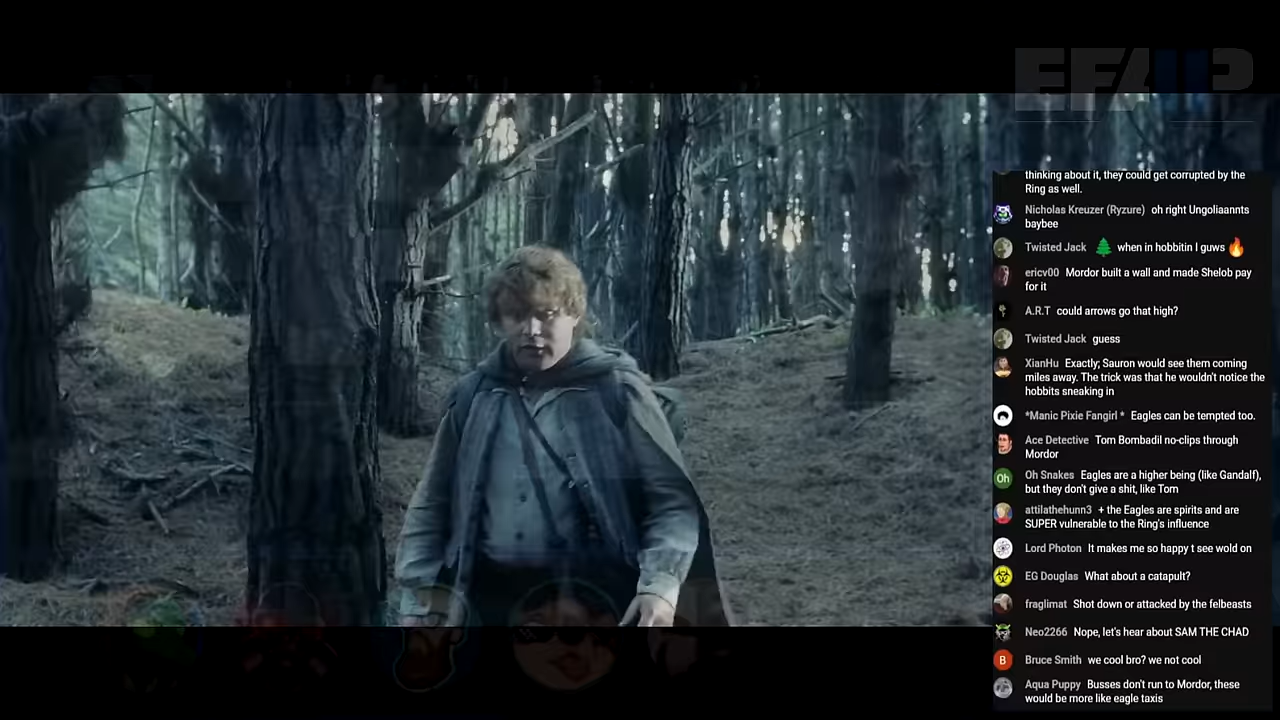 EFAP
thinking about it, they could get corrupted by the
Ring as well.
Nicholas Kreuzer (Ryzure) oh right Ungoliaannts
baybee
Twisted Jack 🌲 when in hobbitin I guws 🔥
ericv00 Mordor built a wall and made Shelob pay
for it
A.R.T could arrows go that high?
Twisted Jack guess
XianHu Exactly; Sauron would see them coming
miles away. The trick was that he wouldn't notice the
hobbits sneaking in
*Manic Pixie Fangirl * Eagles can be tempted too.
Ace Detective Tom Bombadil no-clips through
Mordor
Oh
Oh Snakes Eagles are a higher being (like Gandalf),
but they don't give a shit, like Tom
attilathehunn3 + the Eagles are spirits and are
SUPER vulnerable to the Ring's influence
Lord Photon It makes me so happy t see wold on
EG Douglas What about a catapult?
fraglimat Shot down or attacked by the felbeasts
Neo2266 Nope, let's hear about SAM THE CHAD
B
Bruce Smith we cool bro? we not cool
Aqua Puppy Busses don't run to Mordor, these
would be more like eagle taxis